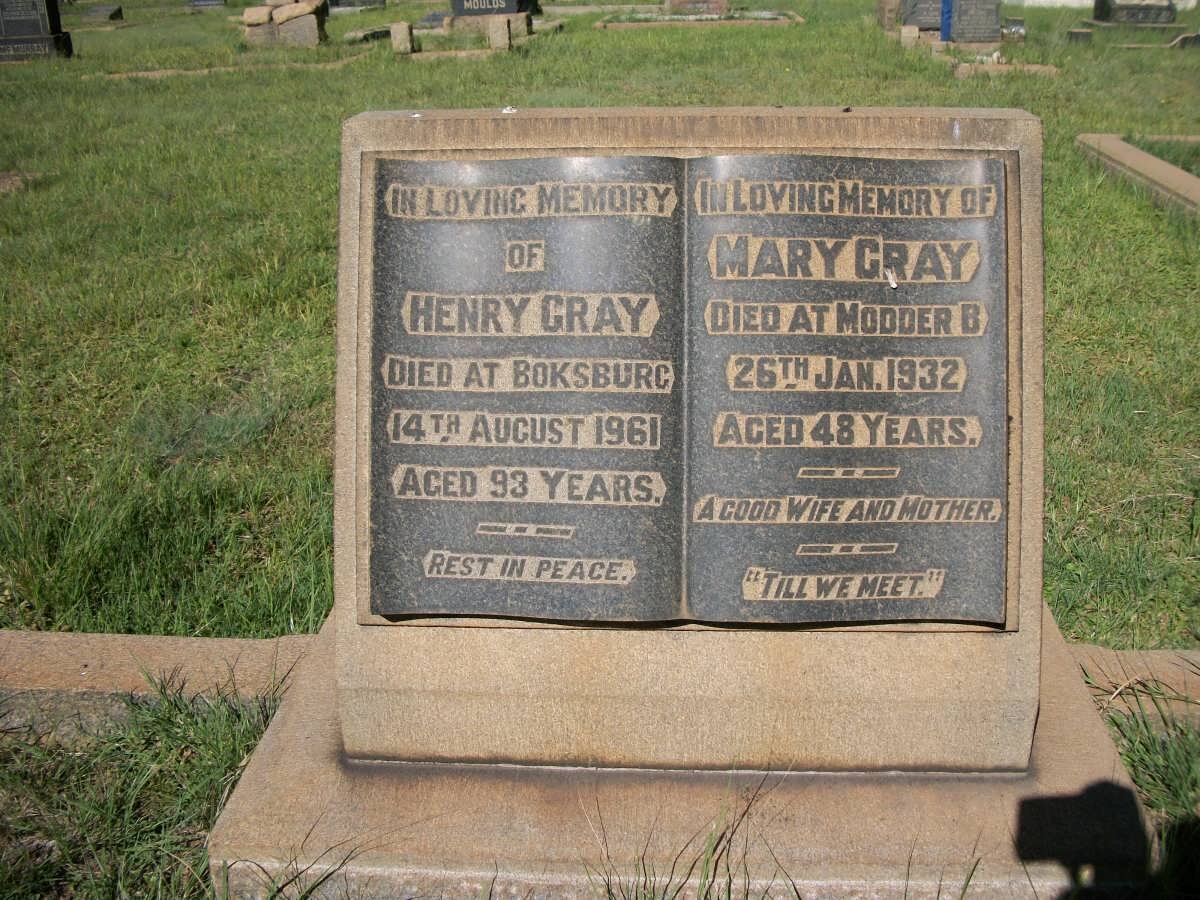 MC MURRAY
MOULDS
IN LOVING MEMORY
OF
HENRY GRAY
DIED AT BOKSBURG
14TH AUGUST 1961
AGED 93 YEARS.
REST IN PEACE.
IN LOVING MEMORY OF
MARY GRAY
DIED AT MODDER B
26TH JAN. 1932
AGED 48 YEARS.
A GOOD WIFE AND MOTHER.
"TILL WE MEET."